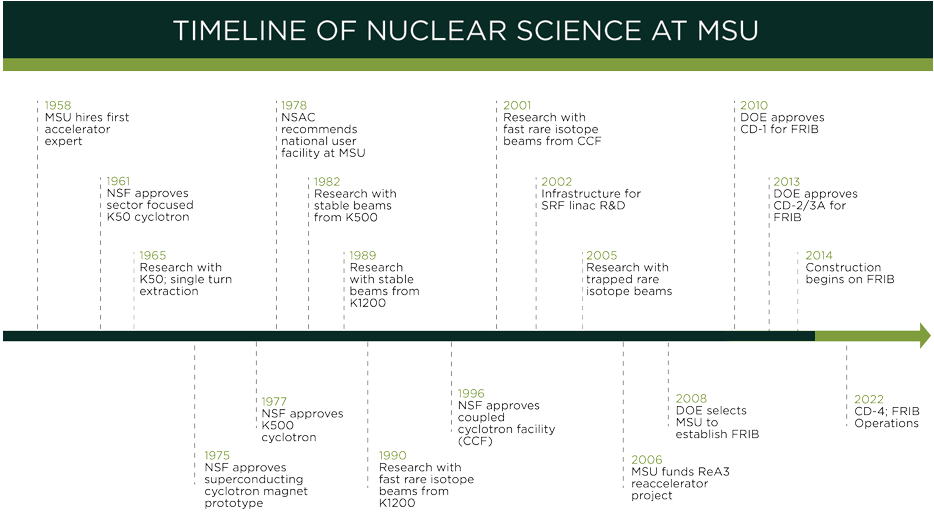 TIMELINE OF NUCLEAR SCIENCE AT MSU
1958
MSU hires first
accelerator
expert
1961
NSF approves
sector focused
K50 cyclotron
1965
Research with
K50; single turn
extraction
1978
NSAC
recommends
national user
facility at MSU
1982
Research with
stable beams
from K500
1989
Research
with stable
beams from
K1200
2001
Research with
fast rare isotope
beams from CCF
2002
Infrastructure for
SRF linac R&D
2005
Research with
trapped rare
isotope beams
2010
DOE approves
CD-1 for FRIB
2013
DOE approves
CD-2/3A for
FRIB
2014
Construction
begins on FRIB
1975
NSF approves
superconducting
cyclotron magnet
prototype
1977
NSF approves
K500
cyclotron
1990
Research with
fast rare isotope
beams from
K1200
1996
NSF approves
coupled
cyclotron facility
(CCF)
2006
MSU funds ReA3
reaccelerator
project
2008
DOE selects
MSU to
establish FRIB
2022
CD-4; FRIB
Operations